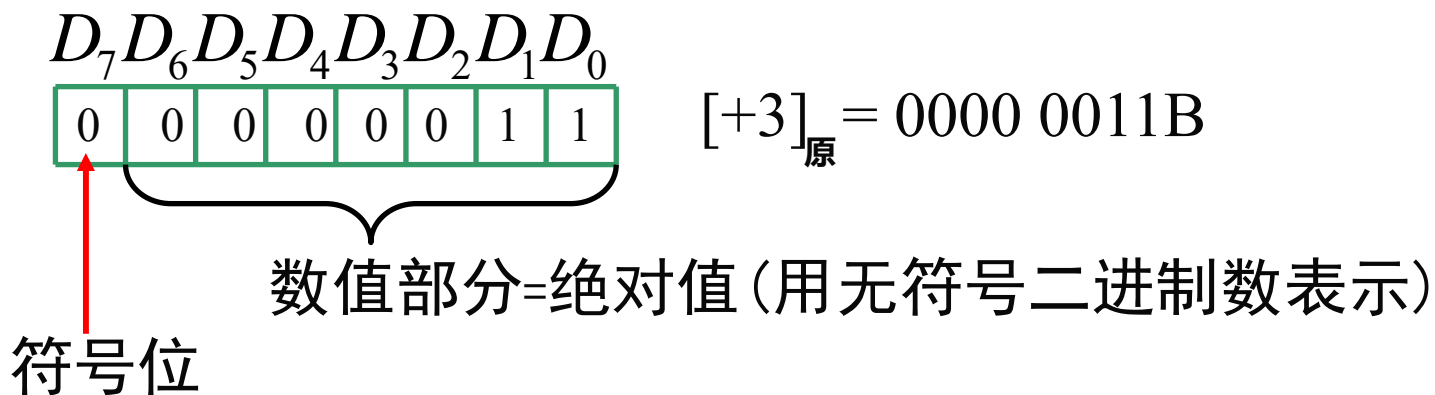 D₇D₆D₅D₄D₃D₂D₁D₀
0 0 0 0 0 0 1 1
[+3]原 = 0000 0011B
数值部分=绝对值(用无符号二进制数表示)
符号位